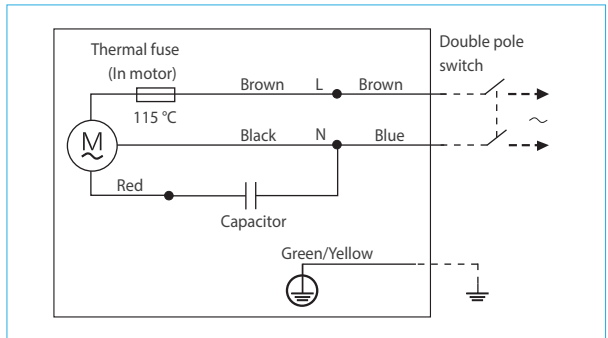 Thermal fuse
(In motor)
115 °C
Double pole
switch
Brown
L
Brown
M
Black
N
Blue
Red
Capacitor
Green/Yellow